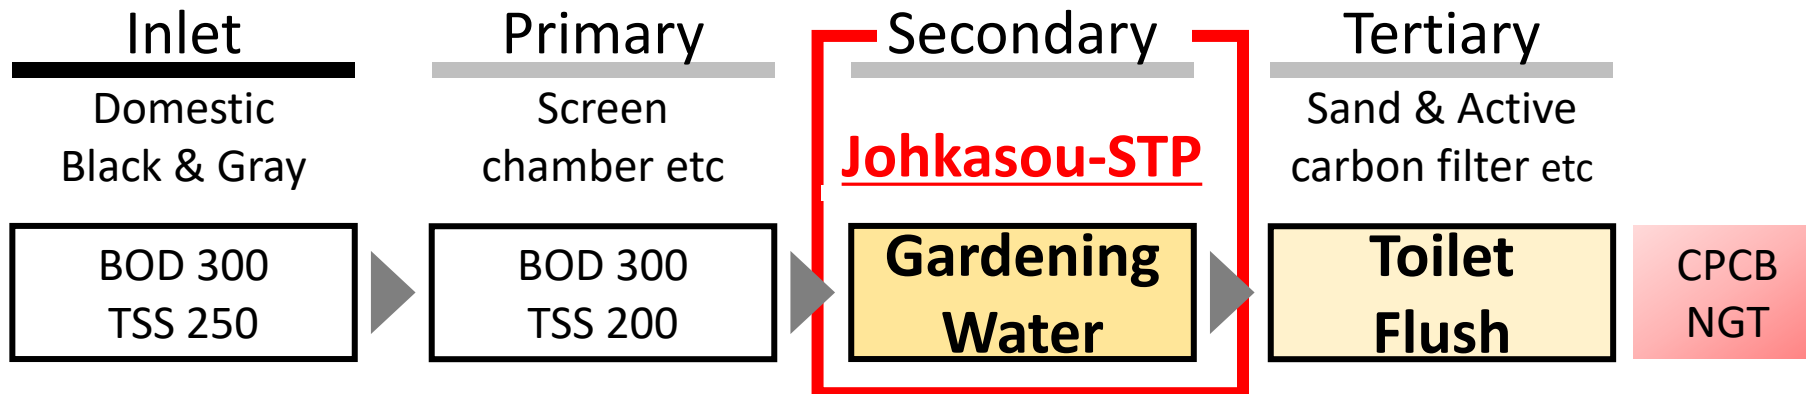 Inlet
Domestic
Black & Gray
BOD 300
TSS 250
Primary
Screen
chamber etc
BOD 300
TSS 200
Secondary
Johkasou-STP
Gardening
Water
Tertiary
Sand & Active
carbon filter etc
Toilet
Flush
CPCB
NGT